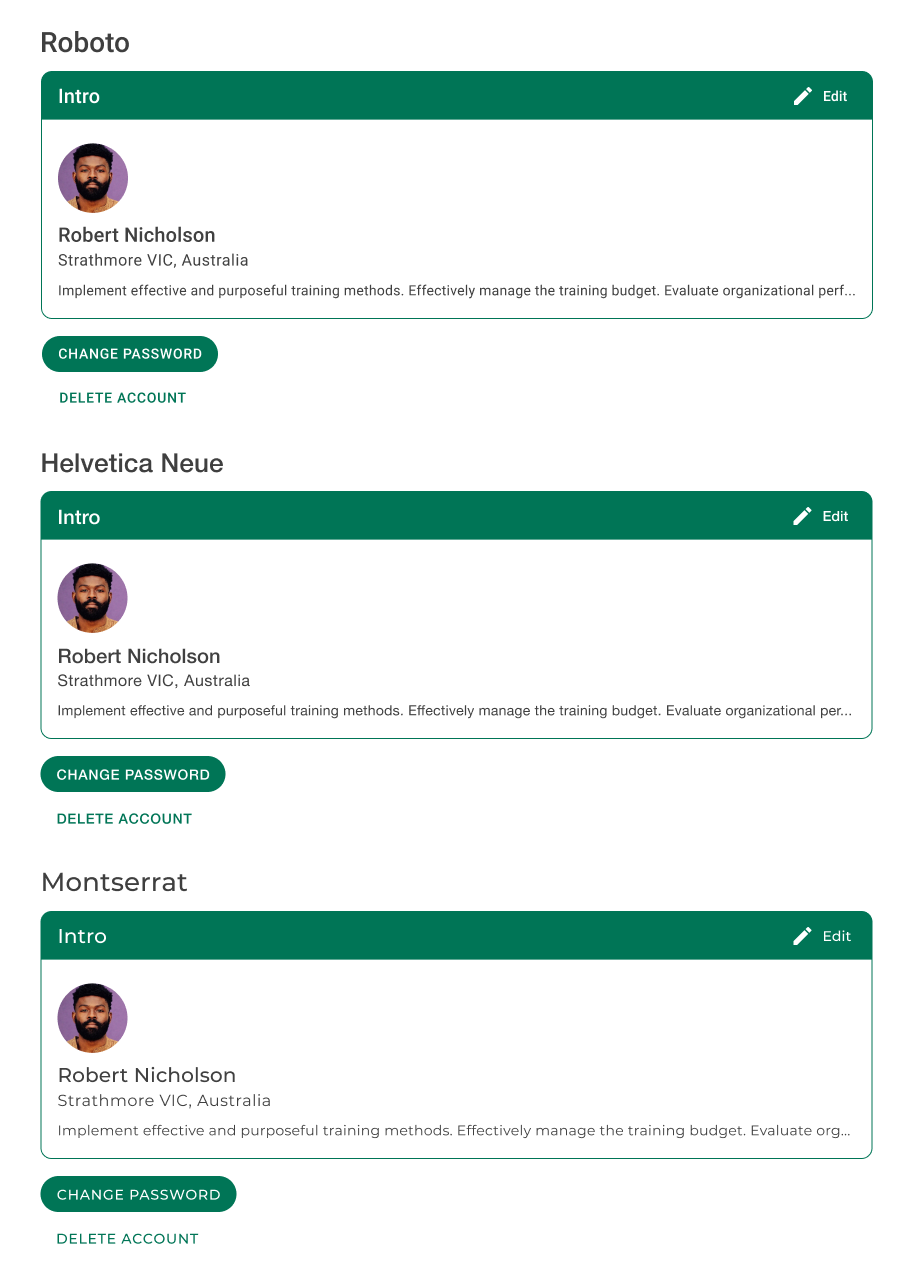 Roboto
Intro
Edit
Robert Nicholson
Strathmore VIC, Australia
Implement effective and purposeful training methods. Effectively manage the training budget. Evaluate organizational perf...
CHANGE PASSWORD
DELETE ACCOUNT
Helvetica Neue
Intro
Edit
Robert Nicholson
Strathmore VIC, Australia
Implement effective and purposeful training methods. Effectively manage the training budget. Evaluate organizational per...
CHANGE PASSWORD
DELETE ACCOUNT
Montserrat
Intro
Edit
Robert Nicholson
Strathmore VIC, Australia
Implement effective and purposeful training methods. Effectively manage the training budget. Evaluate org...
CHANGE PASSWORD
DELETE ACCOUNT